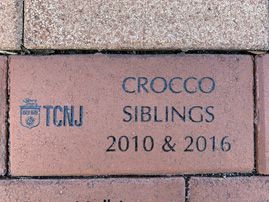 CROCCO
TCNJ
SIBLINGS
2010 & 2016